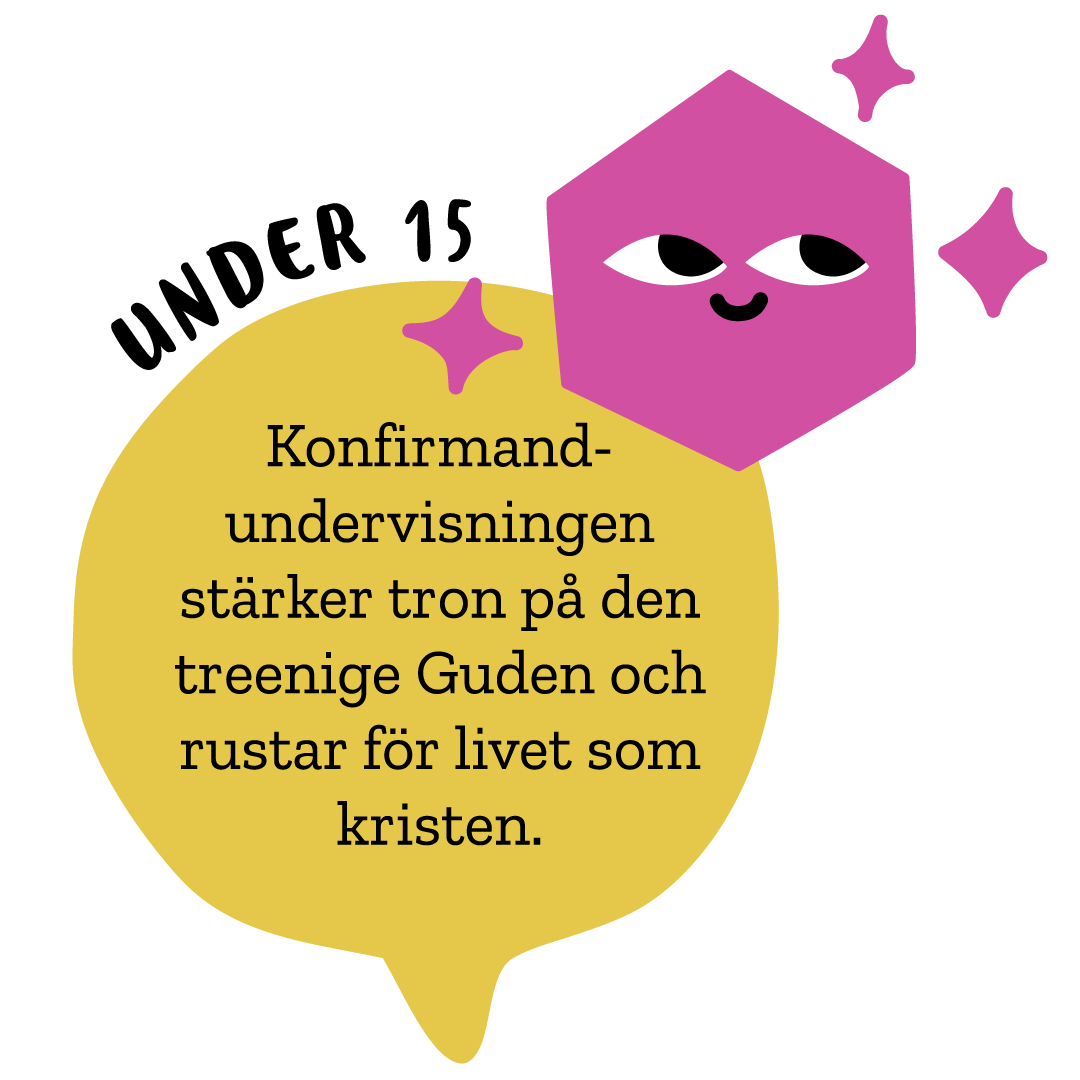 UNDER 15
Konfirmand-
undervisningen
stärker tron på den
treenige Guden och
rustar för livet som
kristen.